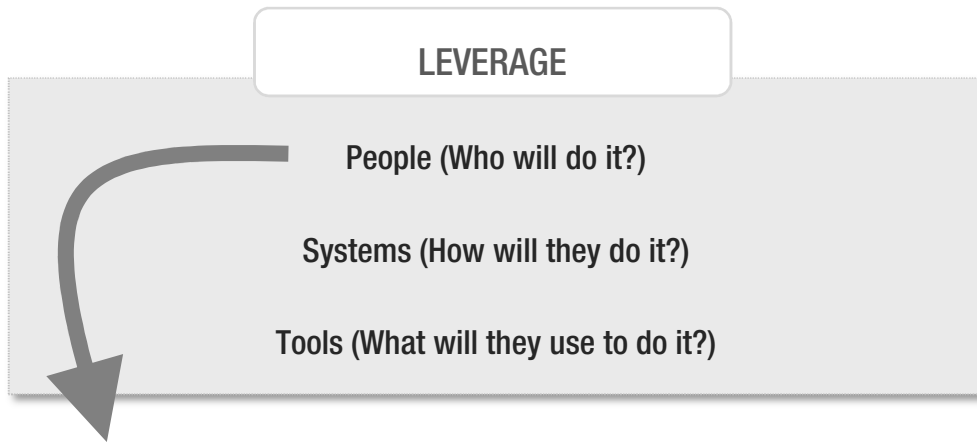 LEVERAGE
People (Who will do it?)
Systems (How will they do it?)
Tools (What will they use to do it?)